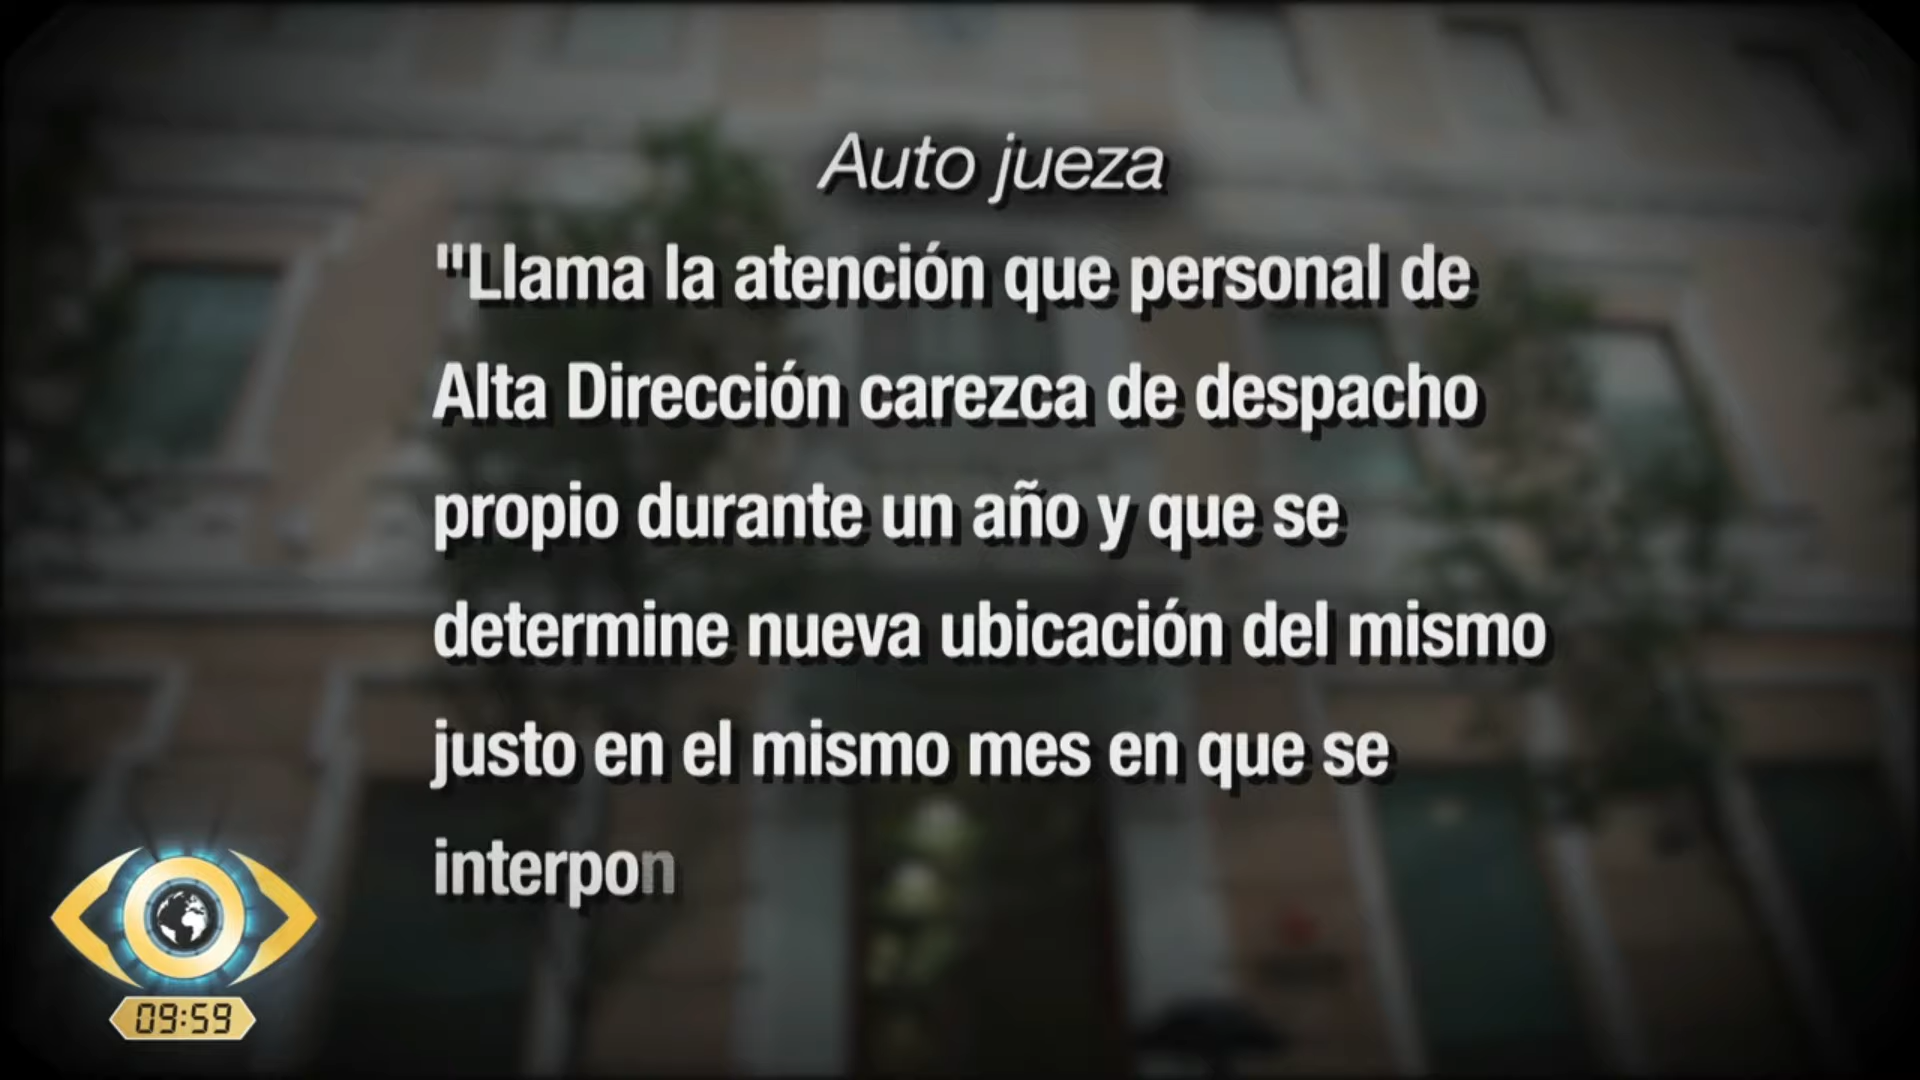 Auto jueza
"Llama la atención que personal de
Alta Dirección carezca de despacho
propio durante un año y que se
determine nueva ubicación del mismo
justo en el mismo mes en que se
interpon
09:59